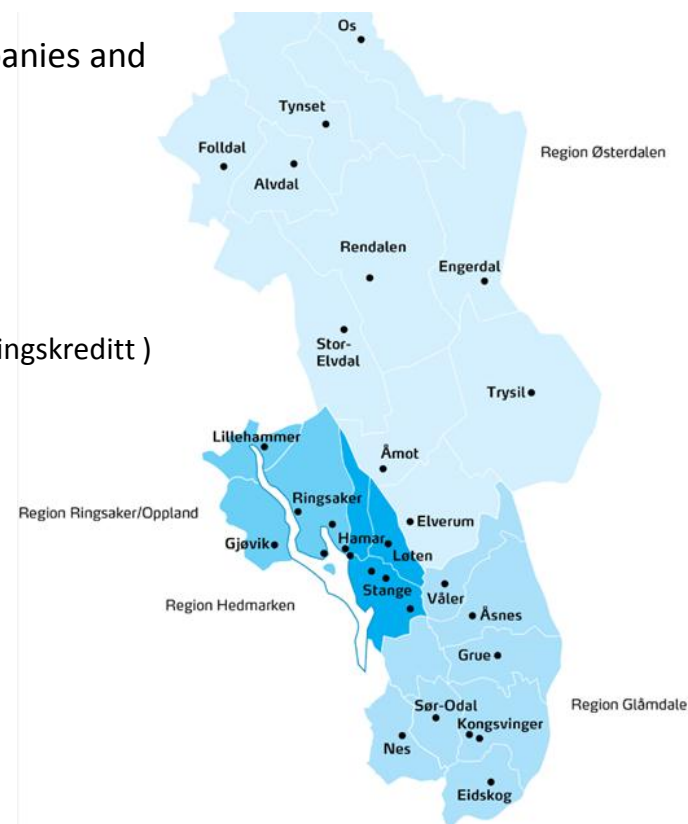 Os
anies and
Tynset
Folldal
Region Østerdalen
Alvdal
Rendalen
Engerdal
Stor-
Elvdal
ingskreditt )
Trysil
Lillehammer
Åmot
Ringsaker
Region Ringsaker/Oppland
Elverum
Gjøvik
Hamar
Løten
Stange
Våler
Region Hedmarken
Åsnes
Grue
Sør-Odal
Region Glåmdale
Kongsvinger
Nes
Eidskog